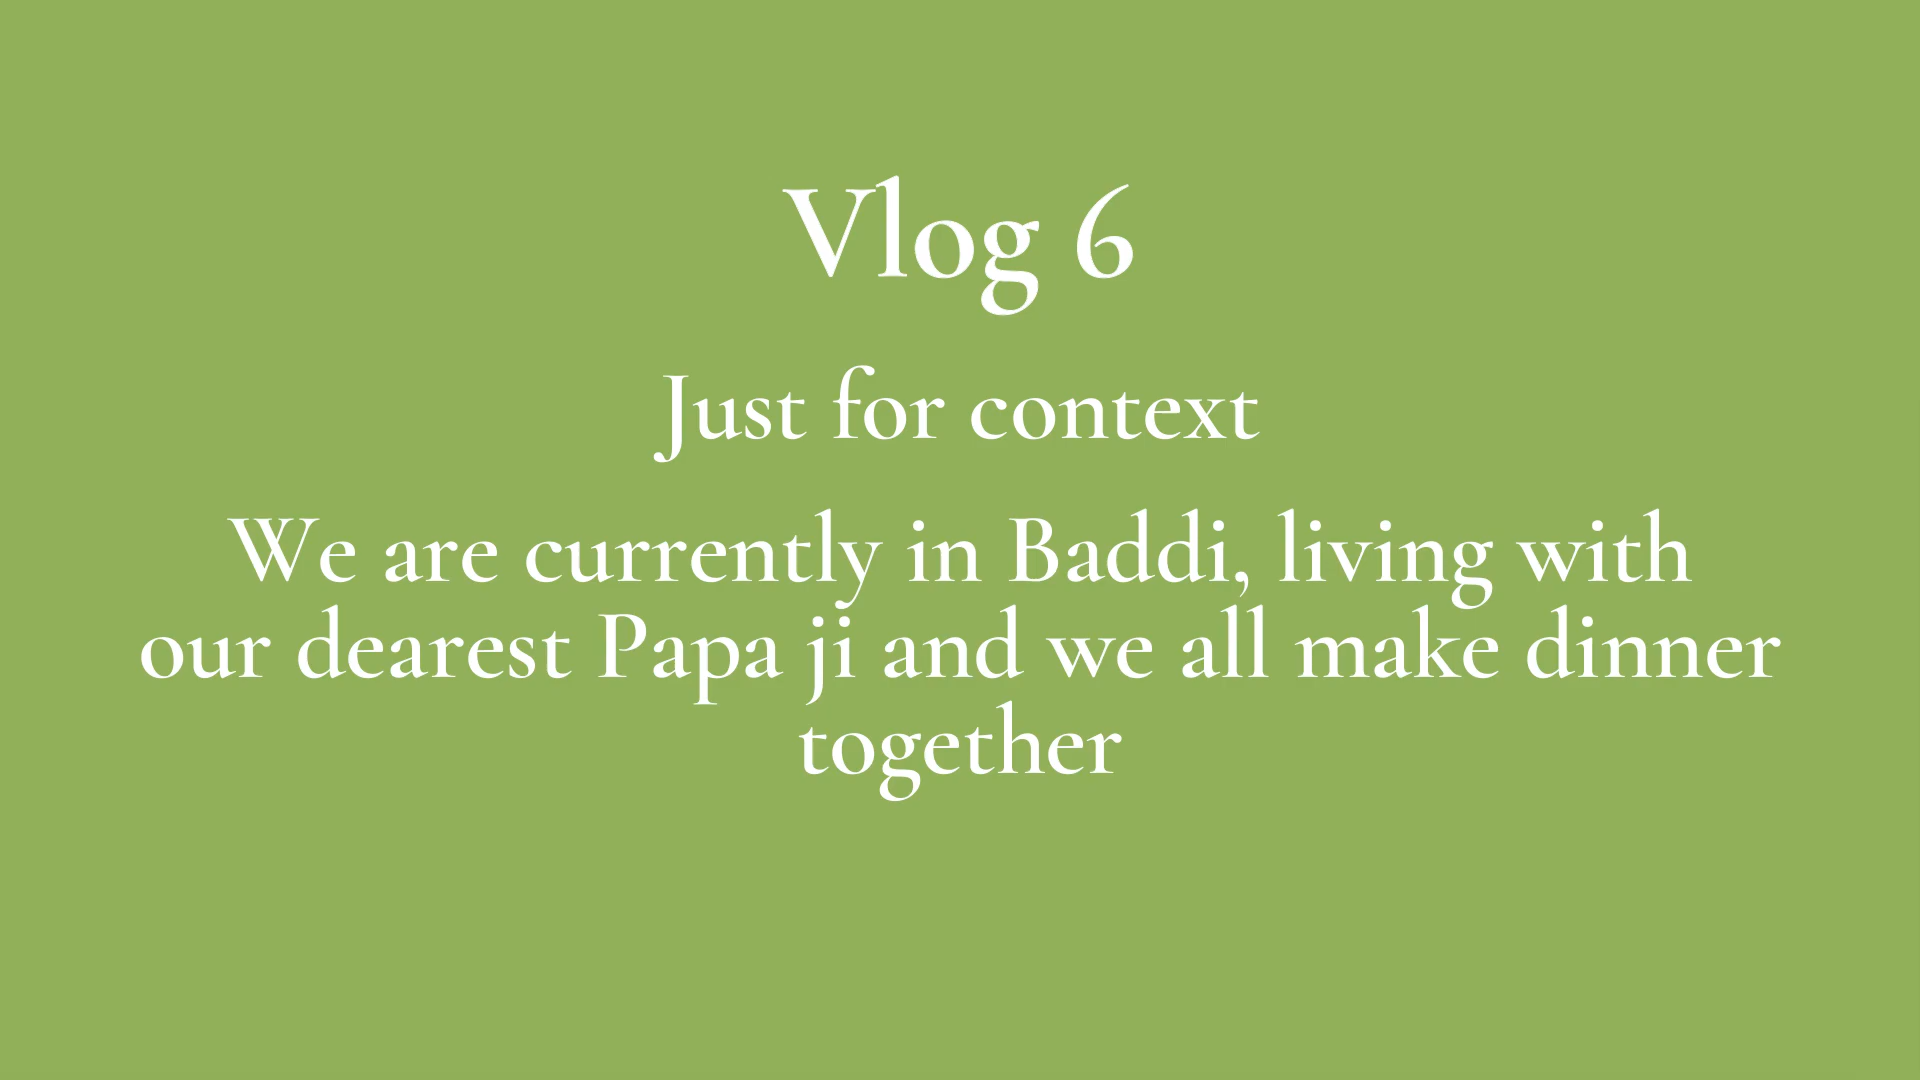 Vlog 6
Just for context
We are currently in Baddi, living with
our dearest Papa ji and we all make dinner
together